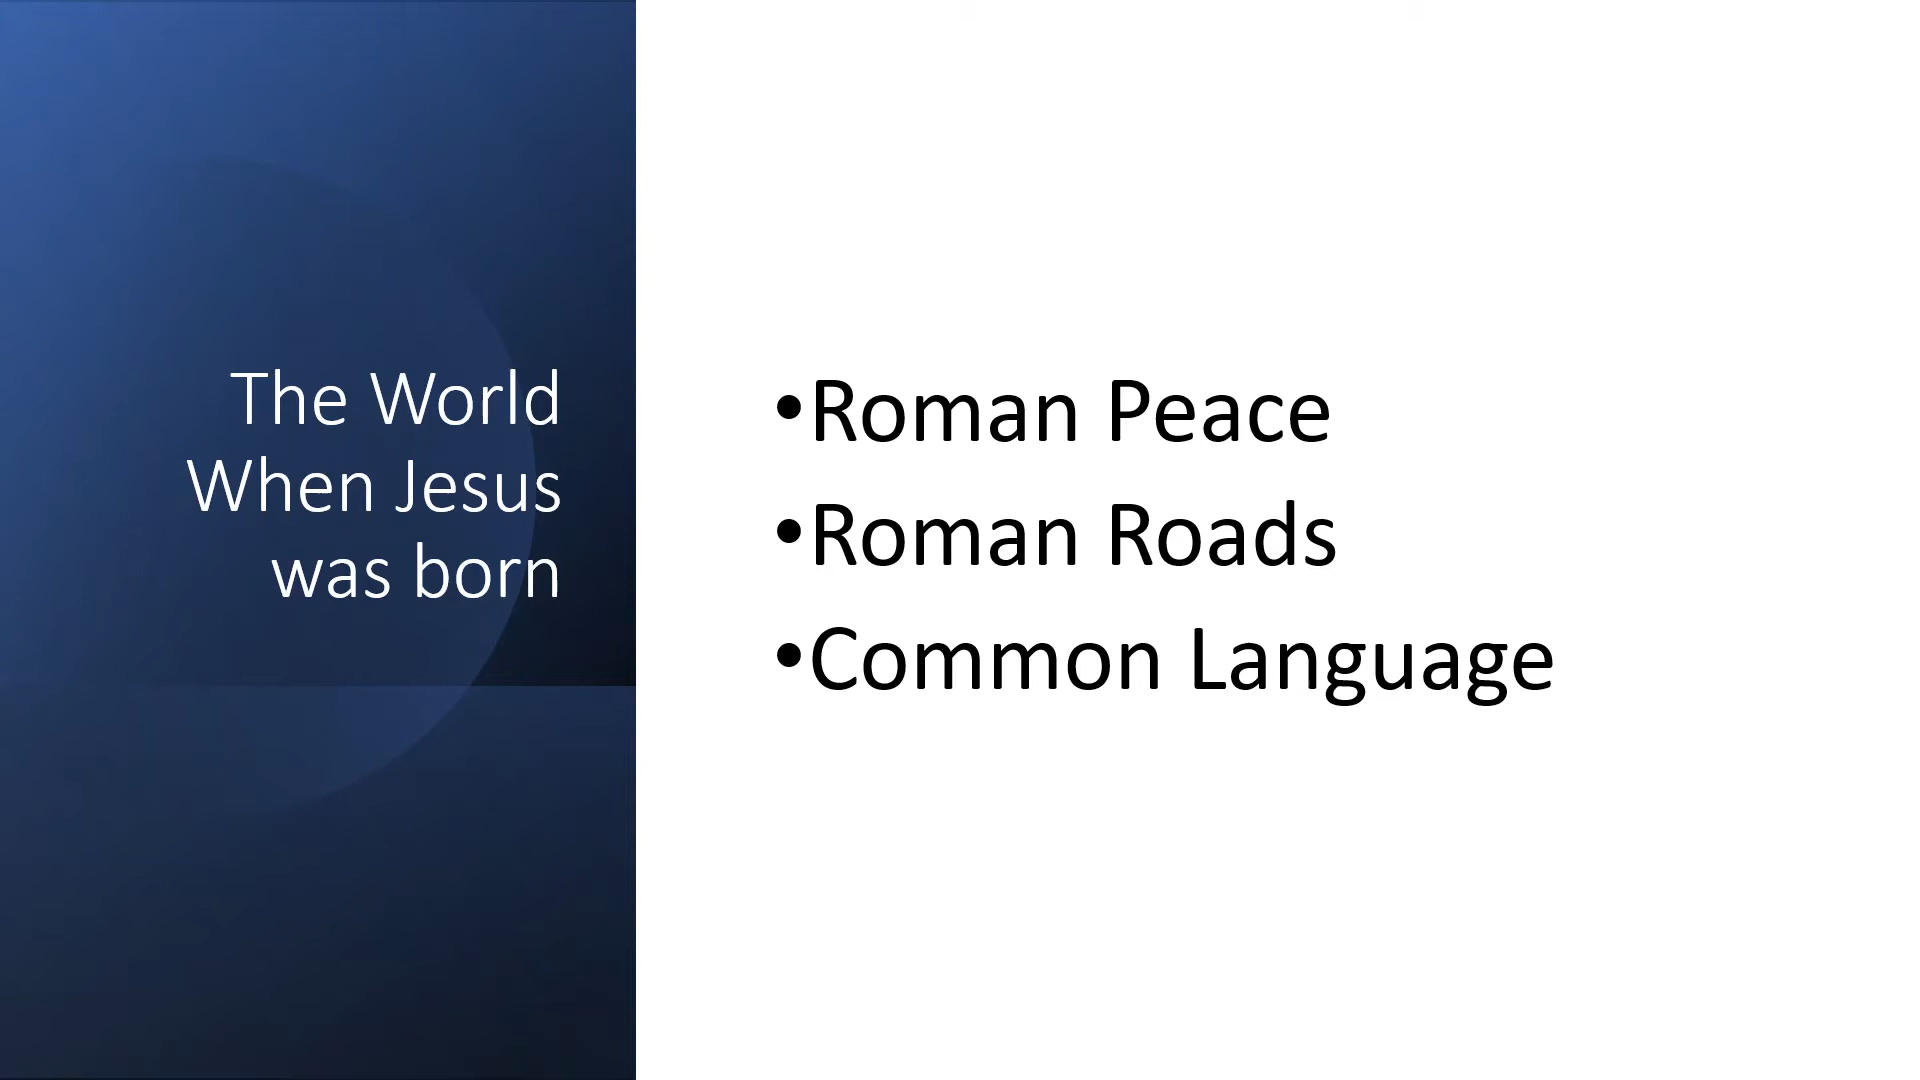 The World
When Jesus
was born
•Roman Peace
•Roman Roads
•Common Language